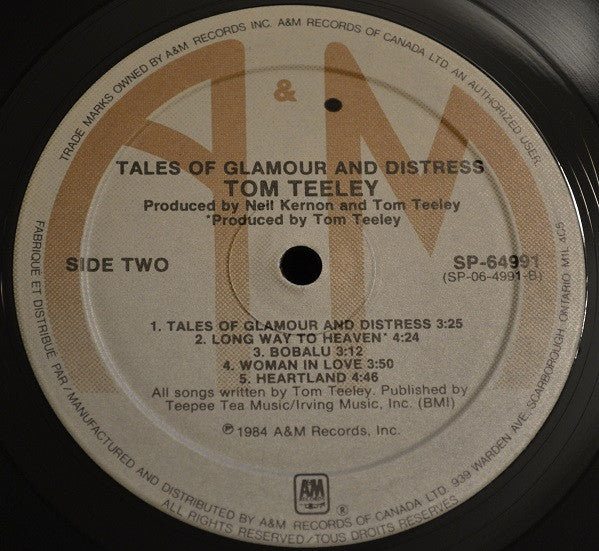 TRADE MARKS OWNED BY A&M RECORDS INC. A&M RECORDS OF CANADA LTD. AN AUTHORIZED USER.
&
TALES OF GLAMOUR AND DISTRESS
TOM TEELEY
Produced by Neil Kernon and Tom Teeley
*Produced by Tom Teeley
SIDE TWO
SP-64991
(SP-06-4991-B)
1. TALES OF GLAMOUR AND DISTRESS 3:25
2. LONG WAY TO HEAVEN* 4:24
3. BOBALU 3:12
4. WOMAN IN LOVE 3:50
5. HEARTLAND 4:46
All songs written by Tom Teeley. Published by
Teepee Tea Music/Irving Music, Inc. (BMI)
℗ 1984 A&M Records, Inc.
A&M
RECORDS
®
FABRIQUE ET DISTRIBUÉ PAR/MANUFACTURED AND DISTRIBUTED BY A&M RECORDS OF CANADA LTD. 939 WARDEN AVE. SCARBOROUGH ONTARIO M1L 4C5
ALL RIGHTS RESERVED/TOUS DROITS RESERVÉS